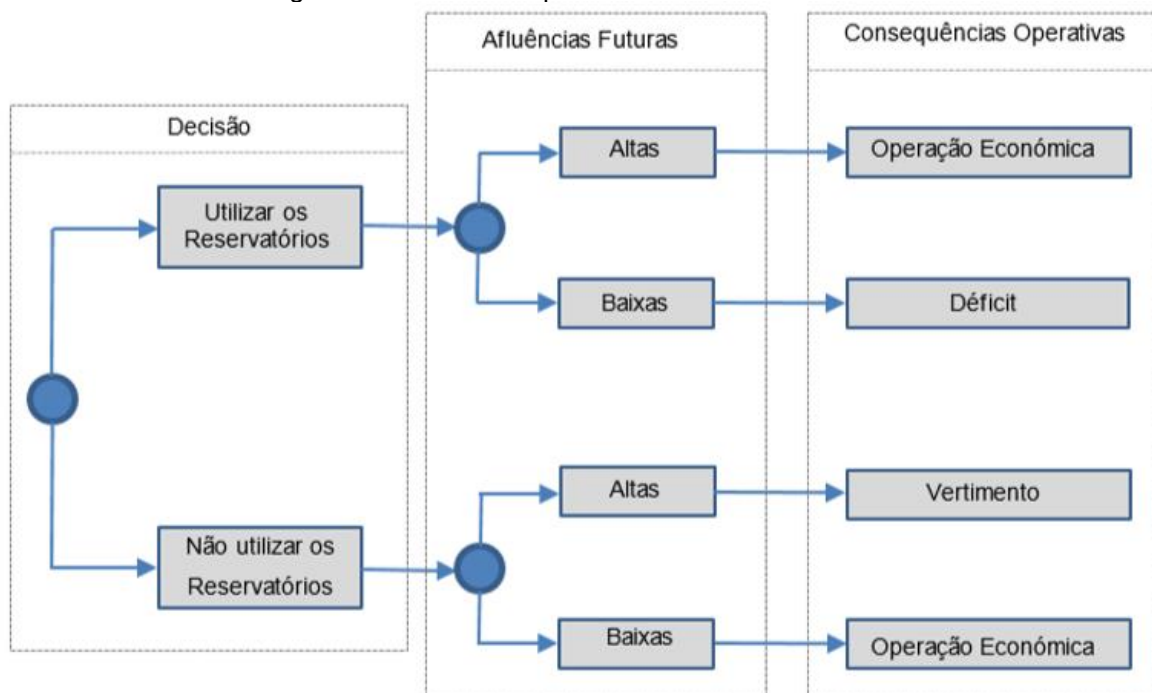 Decisão
Afluências Futuras
Consequências Operativas
Utilizar os
Reservatórios
Altas
Operação Económica
Baixas
Déficit
Não utilizar os
Reservatórios
Altas
Vertimento
Baixas
Operação Económica